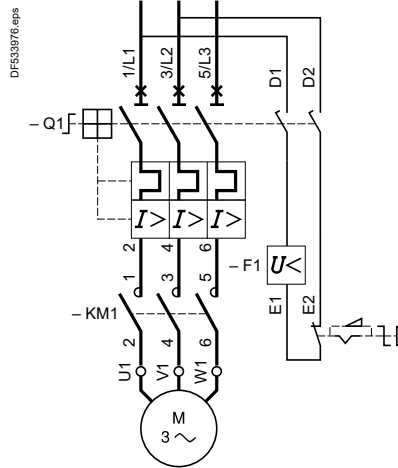 DF533976.eps
1/L1
3/L2
5/L3
D1
D2
– Q1
I>
I>
I>
2
4
6
– F1
U<
1
3
5
E1
E2
– KM1
2
4
6
U1
V1
W1
M
3 ~